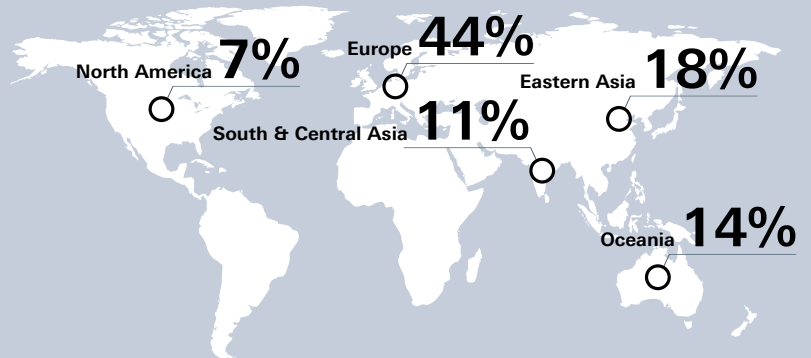 North America 7%
Europe 44%
Eastern Asia 18%
South & Central Asia 11%
Oceania 14%